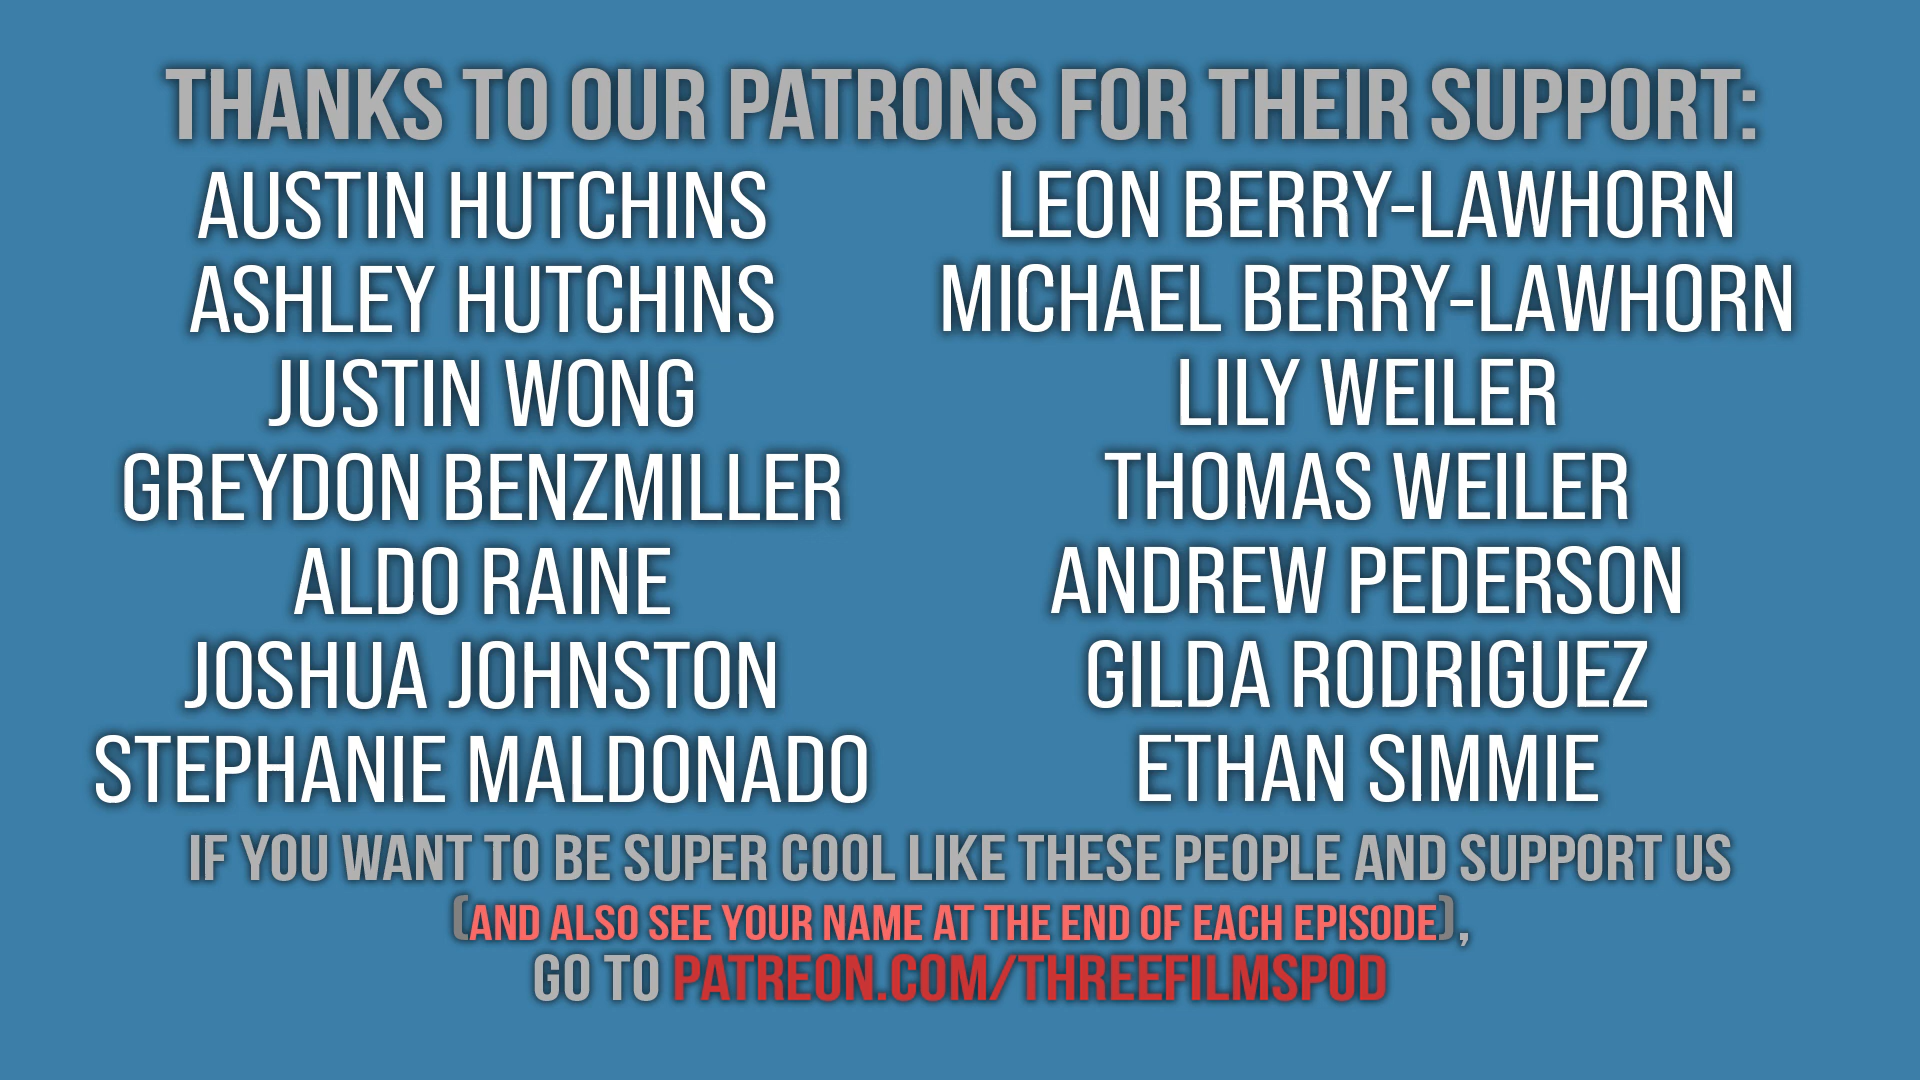 THANKS TO OUR PATRONS FOR THEIR SUPPORT:
AUSTIN HUTCHINS
ASHLEY HUTCHINS
JUSTIN WONG
GREYDON BENZMILLER
ALDO RAINE
JOSHUA JOHNSTON
STEPHANIE MALDONADO
LEON BERRY-LAWHORN
MICHAEL BERRY-LAWHORN
LILY WEILER
THOMAS WEILER
ANDREW PEDERSON
GILDA RODRIGUEZ
ETHAN SIMMIE
IF YOU WANT TO BE SUPER COOL LIKE THESE PEOPLE AND SUPPORT US
(AND ALSO SEE YOUR NAME AT THE END OF EACH EPISODE),
GO TO PATREON.COM/THREEFILMSPOD